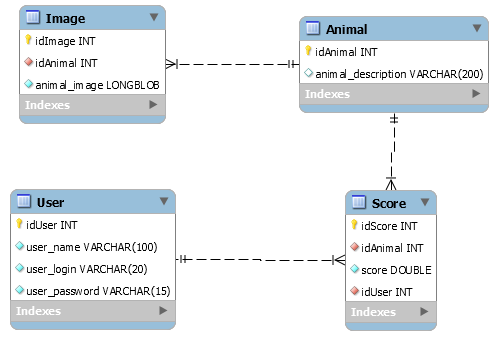 Image
idImage INT
idAnimal INT
animal_image LONGBLOB
Indexes
Animal
idAnimal INT
animal_description VARCHAR(200)
Indexes
User
idUser INT
user_name VARCHAR(100)
user_login VARCHAR(20)
user_password VARCHAR(15)
Indexes
Score
idScore INT
idAnimal INT
score DOUBLE
idUser INT
Indexes